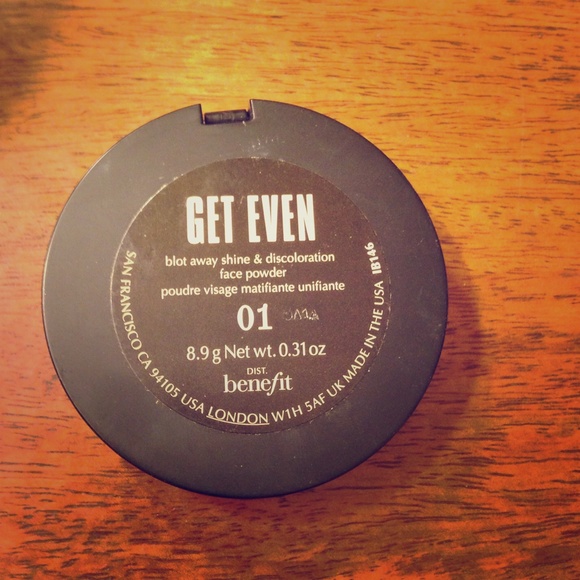 GET EVEN
blot away shine & discoloration
face powder
poudre visage matifiante unifiante
01
8.9 g Net wt. 0.31 oz
DIST.
benefit
SAN FRANCISCO CA 94105 USA LONDON W1H 5AF UK MADE IN THE USA IB146